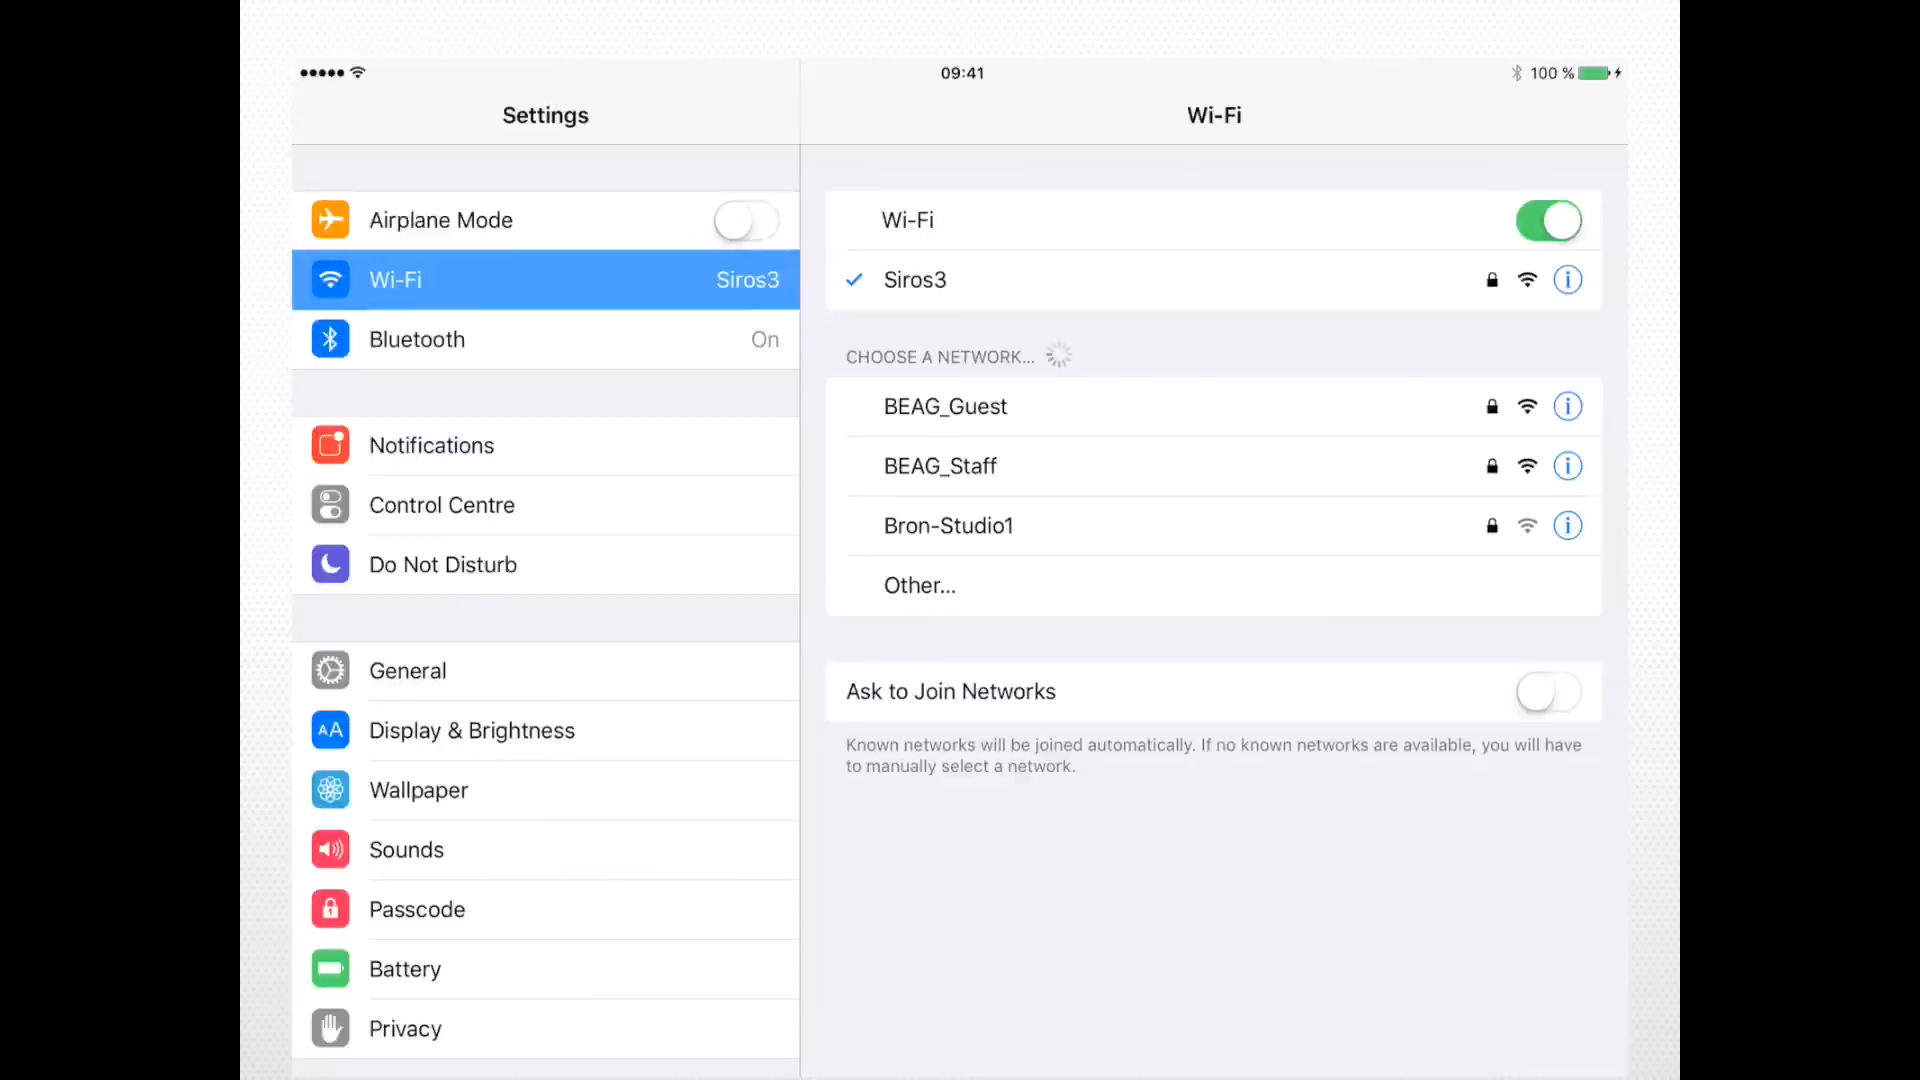 09:41
100 %
Settings
Wi-Fi
Airplane Mode
Wi-Fi Siros3
Bluetooth On
Notifications
Control Centre
Do Not Disturb
General
AA Display & Brightness
Wallpaper
Sounds
Passcode
Battery
Privacy
Wi-Fi
Siros3
CHOOSE A NETWORK...
BEAG_Guest
BEAG_Staff
Bron-Studio1
Other...
Ask to Join Networks
Known networks will be joined automatically. If no known networks are available, you will have
to manually select a network.